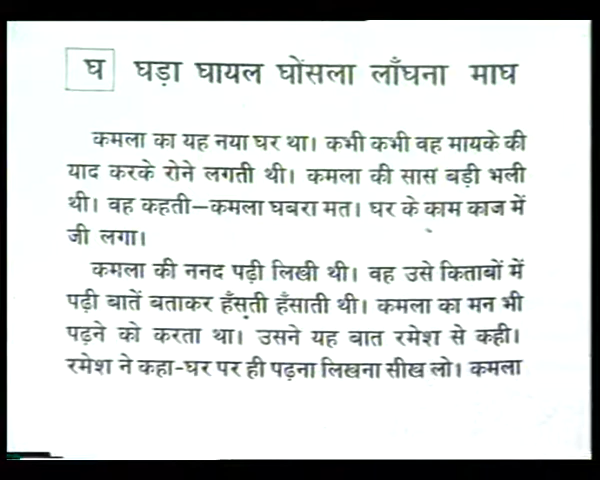 घ घड़ा घायल घोंसला लाँघना माघ
कमला का यह नया घर था। कभी कभी वह मायके की
याद करके रोने लगती थी। कमला की सास बड़ी भली
थी। वह कहती—कमला घबरा मत। घर के काम काज में
जी लगा।
कमला की ननद पढ़ी लिखी थी। वह उसे किताबों में
पढ़ी बातें बताकर हँसती हँसाती थी। कमला का मन भी
पढ़ने को करता था। उसने यह बात रमेश से कही।
रमेश ने कहा-घर पर ही पढ़ना लिखना सीख लो। कमला